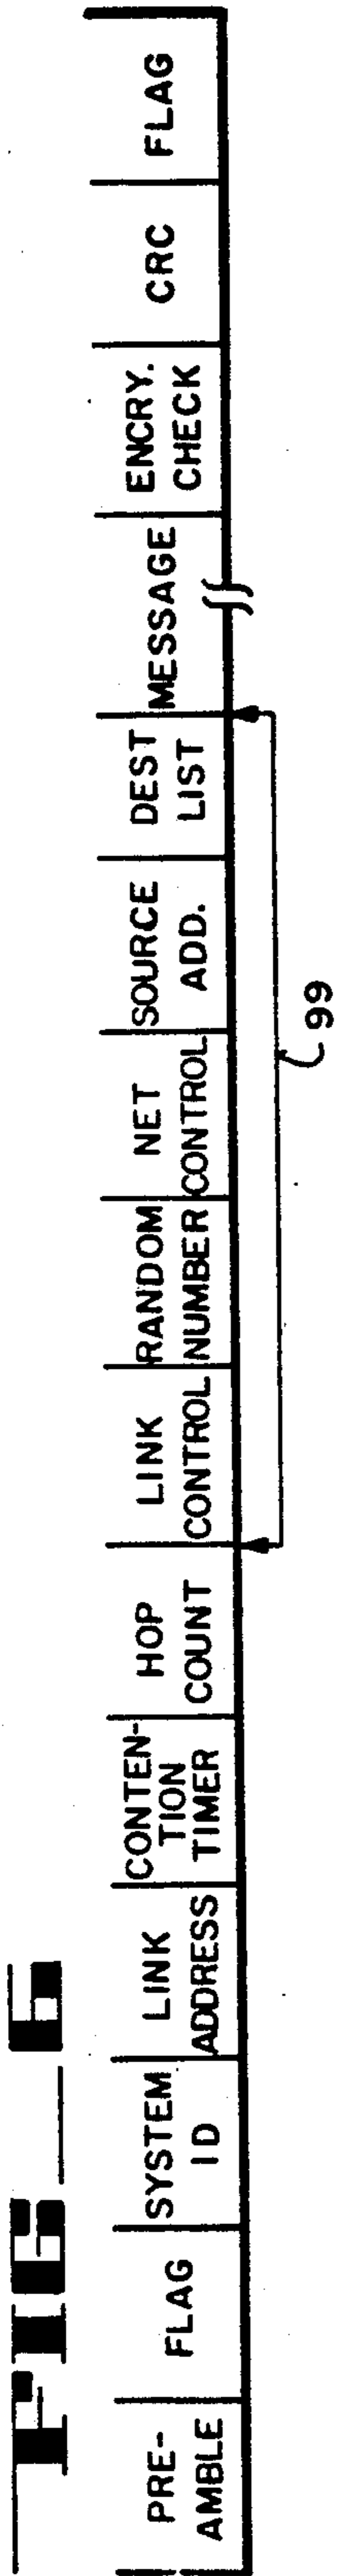 FIG_6
PRE-
AMBLE
FLAG
SYSTEM
ID
LINK
ADDRESS
CONTEN-
TION
TIMER
HOP
COUNT
LINK
CONTROL
RANDOM
NUMBER
NET
CONTROL
SOURCE
ADD.
DEST
LIST
MESSAGE
ENCRY.
CHECK
CRC
FLAG
99